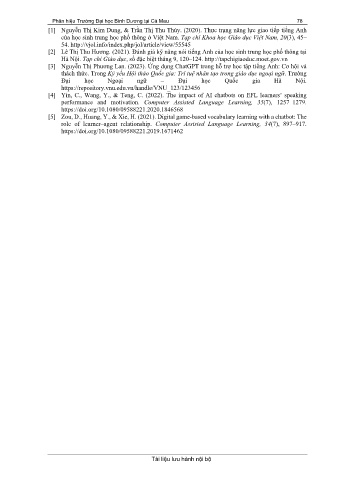 Phân hiệu Trường Đại học Bình Dương tại Cà Mau 76
[1] Nguyễn Thị Kim Dung, & Trần Thị Thu Thủy. (2020). Thực trạng năng lực giao tiếp tiếng Anh
của học sinh trung học phổ thông ở Việt Nam. Tạp chí Khoa học Giáo dục Việt Nam, 20(3), 45–
54. http://vjol.info/index.php/jcl/article/view/55545
[2] Lê Thị Thu Hương. (2021). Đánh giá kỹ năng nói tiếng Anh của học sinh trung học phổ thông tại
Hà Nội. Tạp chí Giáo dục, số đặc biệt tháng 9, 120–124. http://tapchigiaoduc.moet.gov.vn
[3] Nguyễn Thị Phương Lan. (2023). Ứng dụng ChatGPT trong hỗ trợ học tập tiếng Anh: Cơ hội và
thách thức. Trong Kỷ yếu Hội thảo Quốc gia: Trí tuệ nhân tạo trong giáo dục ngoại ngữ. Trường
Đại học Ngoại ngữ – Đại học Quốc gia Hà Nội.
https://repository.vnu.edu.vn/handle/VNU_123/123456
[4] Yin, C., Wang, Y., & Tong, C. (2022). The impact of AI chatbots on EFL learners' speaking
performance and motivation. Computer Assisted Language Learning, 35(7), 1257–1279.
https://doi.org/10.1080/09588221.2020.1846568
[5] Zou, D., Huang, Y., & Xie, H. (2021). Digital game-based vocabulary learning with a chatbot: The
role of learner-agent relationship. Computer Assisted Language Learning, 34(7), 897–917.
https://doi.org/10.1080/09588221.2019.1671462
Tài liệu lưu hành nội bộ